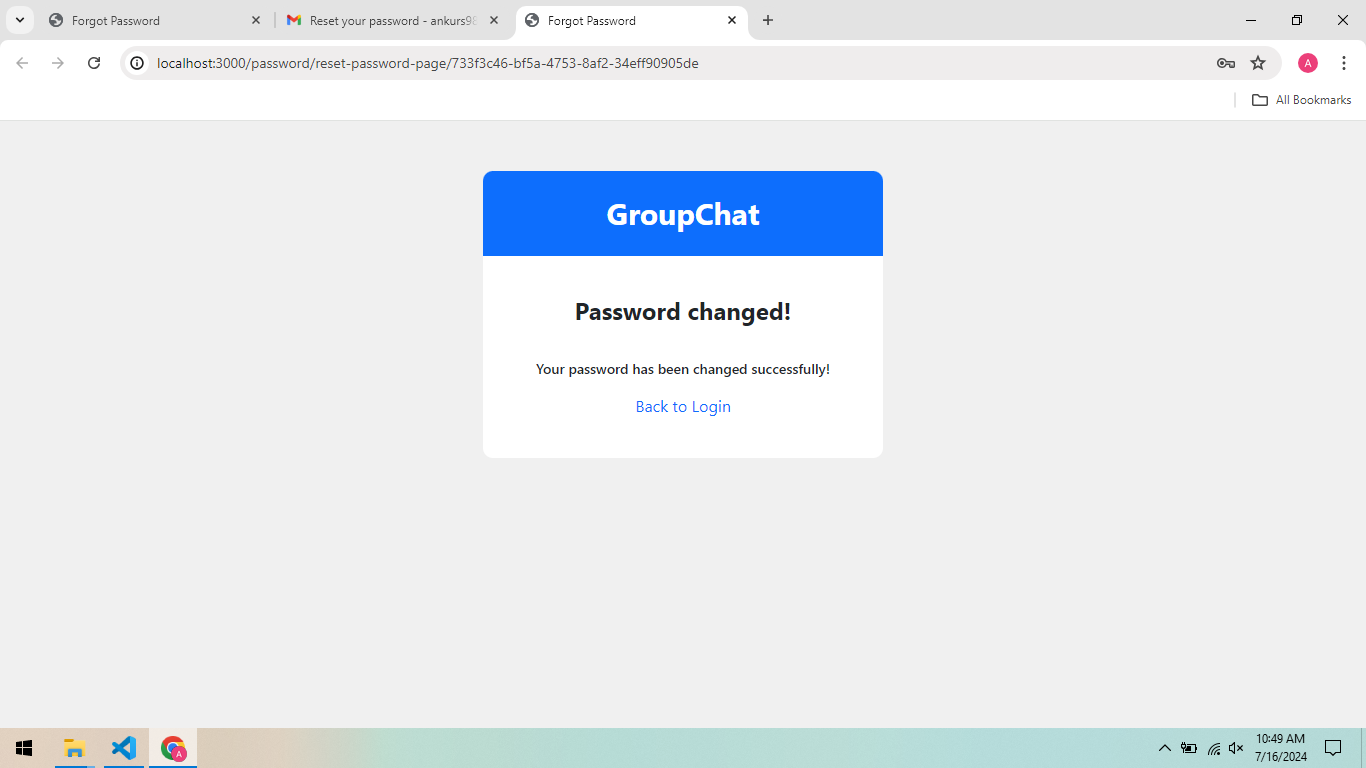 Forgot Password
Reset your password - ankurs98
Forgot Password
localhost:3000/password/reset-password-page/733f3c46-bf5a-4753-8af2-34eff90905de
A
All Bookmarks
GroupChat
Password changed!
Your password has been changed successfully!
Back to Login
A
10:49 AM
7/16/2024